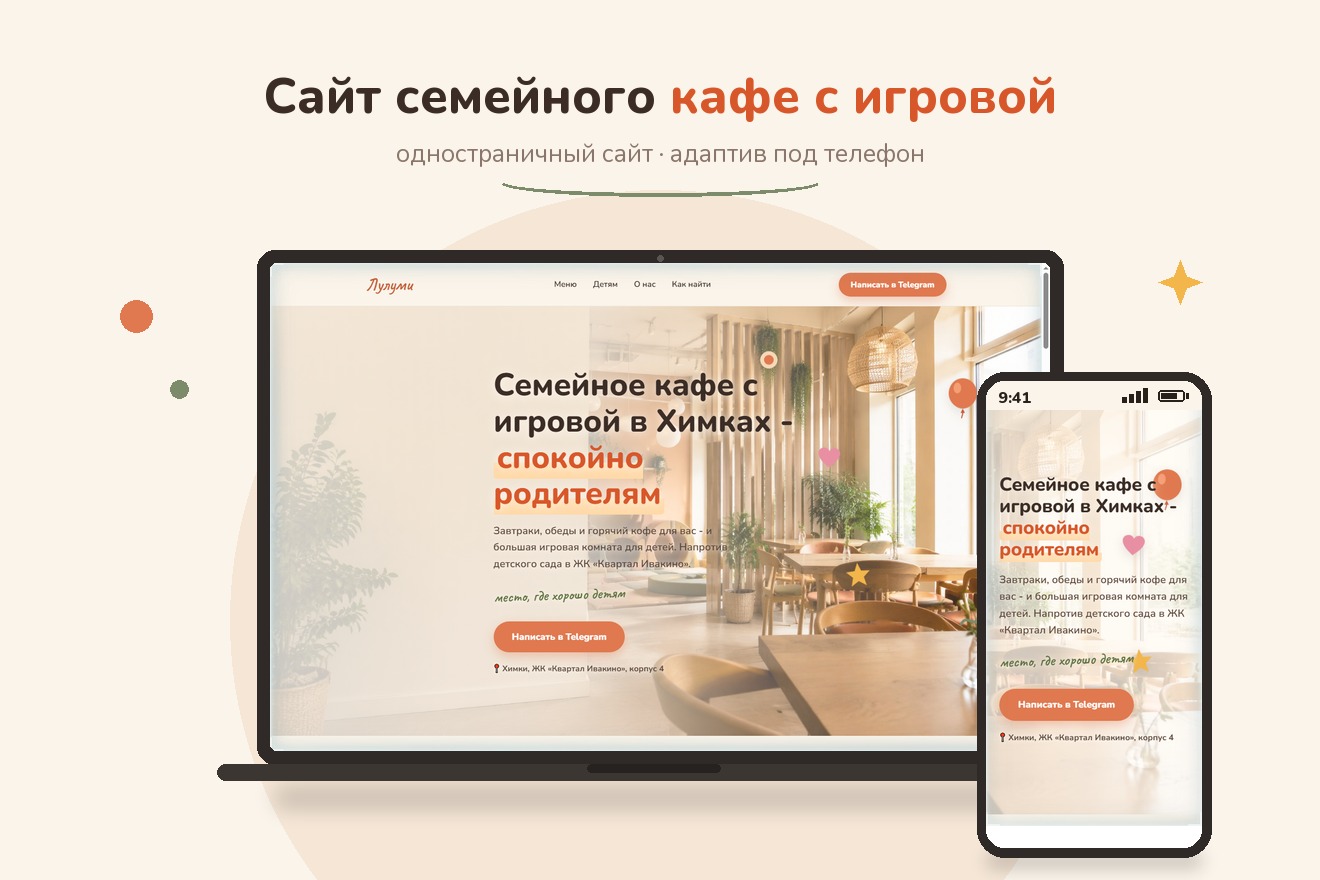 Сайт семейного кафе с игровой
одностраничный сайт · адаптив под телефон
Лулуми
Меню Детям О нас Как найти
Написать в Telegram
Семейное кафе с
игровой в Химках -
спокойно
родителям
Завтраки, обеды и горячий кофе для вас - и
большая игровая комната для детей. Напротив
детского сада в ЖК «Квартал Ивакино».
место, где хорошо детям
Написать в Telegram
Химки, ЖК «Квартал Ивакино», корпус 4
9:41
Семейное кафе с
игровой в Химках -
спокойно
родителям
Завтраки, обеды и горячий кофе для
вас - и большая игровая комната для
детей. Напротив детского сада в ЖК
«Квартал Ивакино».
место, где хорошо детям
Написать в Telegram
Химки, ЖК «Квартал Ивакино», корпус 4